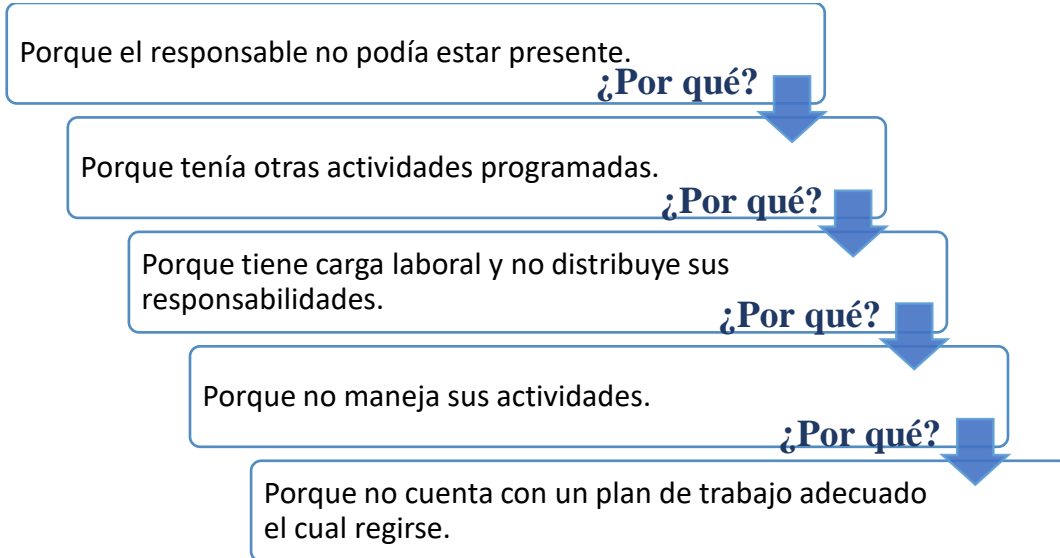 Porque el responsable no podía estar presente.
¿Por qué?
Porque tenía otras actividades programadas.
¿Por qué?
Porque tiene carga laboral y no distribuye sus
responsabilidades.
¿Por qué?
Porque no maneja sus actividades.
¿Por qué?
Porque no cuenta con un plan de trabajo adecuado
el cual regirse.